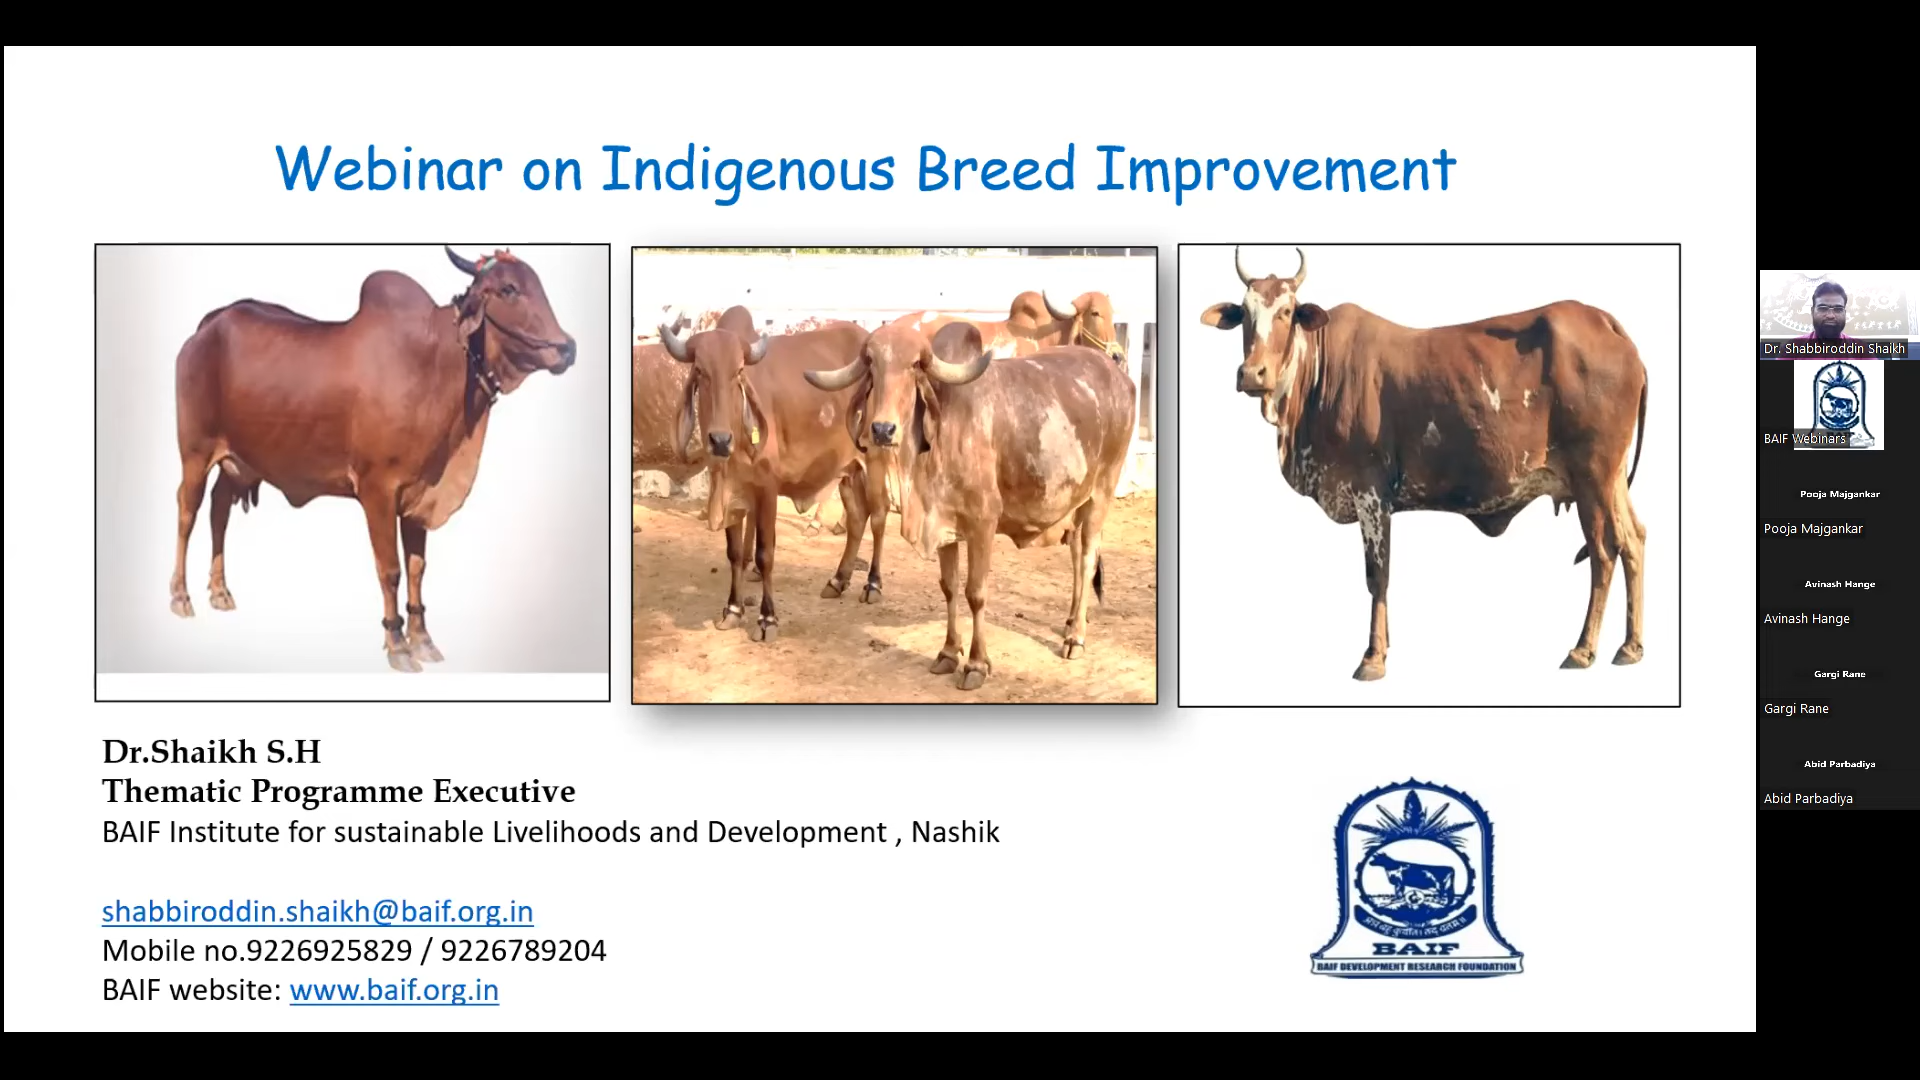 Webinar on Indigenous Breed Improvement
Dr.Shaikh S.H
Thematic Programme Executive
BAIF Institute for sustainable Livelihoods and Development , Nashik
shabbiroddin.shaikh@baif.org.in
Mobile no.9226925829 / 9226789204
BAIF website: www.baif.org.in
BAIF
BAIF DEVELOPMENT RESEARCH FOUNDATION
Dr. Shabbiroddin Shaikh
BAIF Webinars
Pooja Majgankar
Pooja Majgankar
Avinash Hange
Avinash Hange
Gargi Rane
Gargi Rane
Abid Parbadiya
Abid Parbadiya